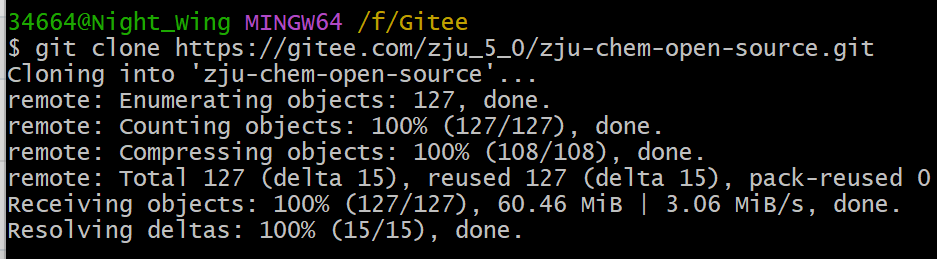 34664@Night_Wing MINGW64 /f/Gitee
$ git clone https://gitee.com/zju_5_0/zju-chem-open-source.git
Cloning into 'zju-chem-open-source'...
remote: Enumerating objects: 127, done.
remote: Counting objects: 100% (127/127), done.
remote: Compressing objects: 100% (108/108), done.
remote: Total 127 (delta 15), reused 127 (delta 15), pack-reused 0
Receiving objects: 100% (127/127), 60.46 MiB | 3.06 MiB/s, done.
Resolving deltas: 100% (15/15), done.